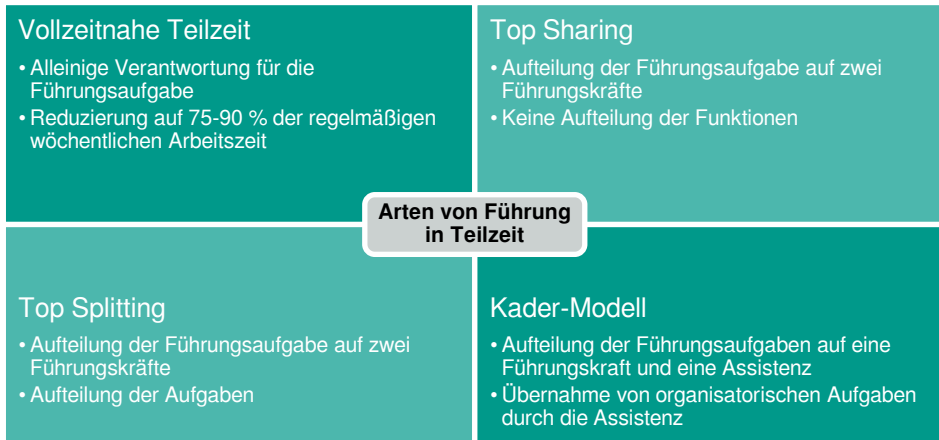 Vollzeitnahe Teilzeit
• Alleinige Verantwortung für die
Führungsaufgabe
• Reduzierung auf 75-90 % der regelmäßigen
wöchentlichen Arbeitszeit
Top Sharing
• Aufteilung der Führungsaufgabe auf zwei
Führungskräfte
• Keine Aufteilung der Funktionen
Arten von Führung
in Teilzeit
Top Splitting
• Aufteilung der Führungsaufgabe auf zwei
Führungskräfte
• Aufteilung der Aufgaben
Kader-Modell
• Aufteilung der Führungsaufgaben auf eine
Führungskraft und eine Assistenz
• Übernahme von organisatorischen Aufgaben
durch die Assistenz